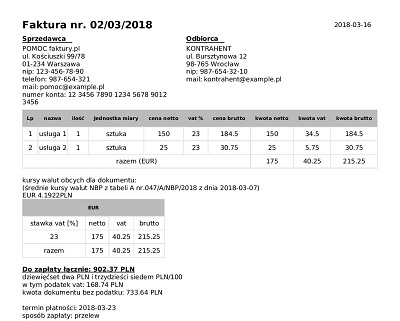 Faktura nr. 02/03/2018
2018-03-16
Sprzedawca
POMOC faktury.pl
ul. Kościuszki 99/78
01-234 Warszawa
nip: 123-456-78-90
telefon: 987-654-321
mail: pomoc@example.pl
numer konta: 12 3456 7890 1234 5678 9012
3456
Odbiorca
KONTRAHENT
ul. Bursztynowa 12
98-765 Wrocław
nip: 987-654-32-10
mail: kontrahent@example.pl
Lp nazwa ilość jednostka miary cena netto vat % cena brutto kwota netto kwota vat kwota brutto
1 usługa 1 1 sztuka 150 23 184.5 150 34.5 184.5
2 usługa 2 1 sztuka 25 23 30.75 25 5.75 30.75
razem (EUR) 175 40.25 215.25
kursy walut obcych dla dokumentu:
(średnie kursy walut NBP z tabeli A nr.047/A/NBP/2018 z dnia 2018-03-07)
EUR 4.1922PLN
EUR
stawka vat [%] netto vat brutto
23 175 40.25 215.25
razem 175 40.25 215.25
Do zapłaty łącznie: 902.37 PLN
dziewięćset dwa PLN i trzydzieści siedem PLN/100
w tym podatek vat: 168.74 PLN
kwota dokumentu bez podatku: 733.64 PLN
termin płatności: 2018-03-23
sposób zapłaty: przelew